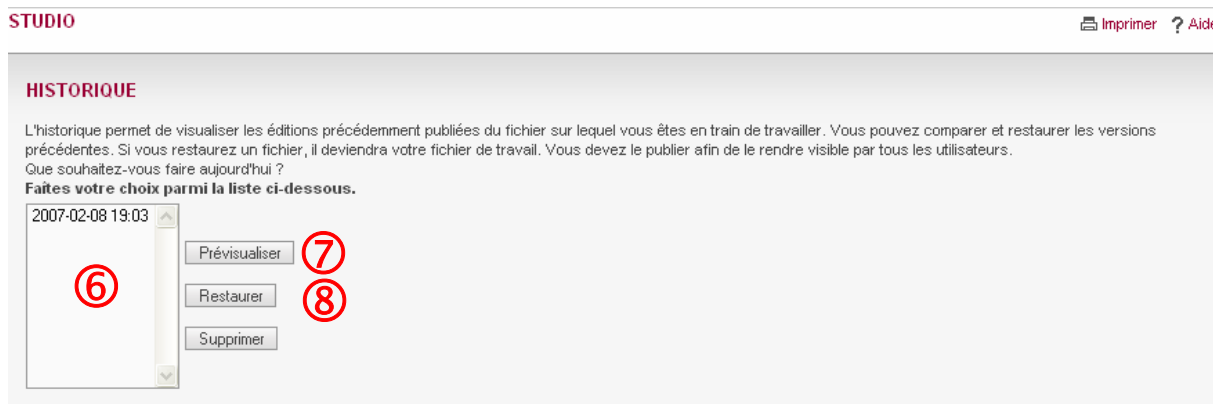 STUDIO
Imprimer ? Aide
HISTORIQUE
L'historique permet de visualiser les éditions précédemment publiées du fichier sur lequel vous êtes en train de travailler. Vous pouvez comparer et restaurer les versions
précédentes. Si vous restaurez un fichier, il deviendra votre fichier de travail. Vous devez le publier afin de le rendre visible par tous les utilisateurs.
Que souhaitez-vous faire aujourd'hui ?
Faîtes votre choix parmi la liste ci-dessous.
2007-02-08 19:03
Prévisualiser ⑦
⑥
Restaurer ⑧
Supprimer